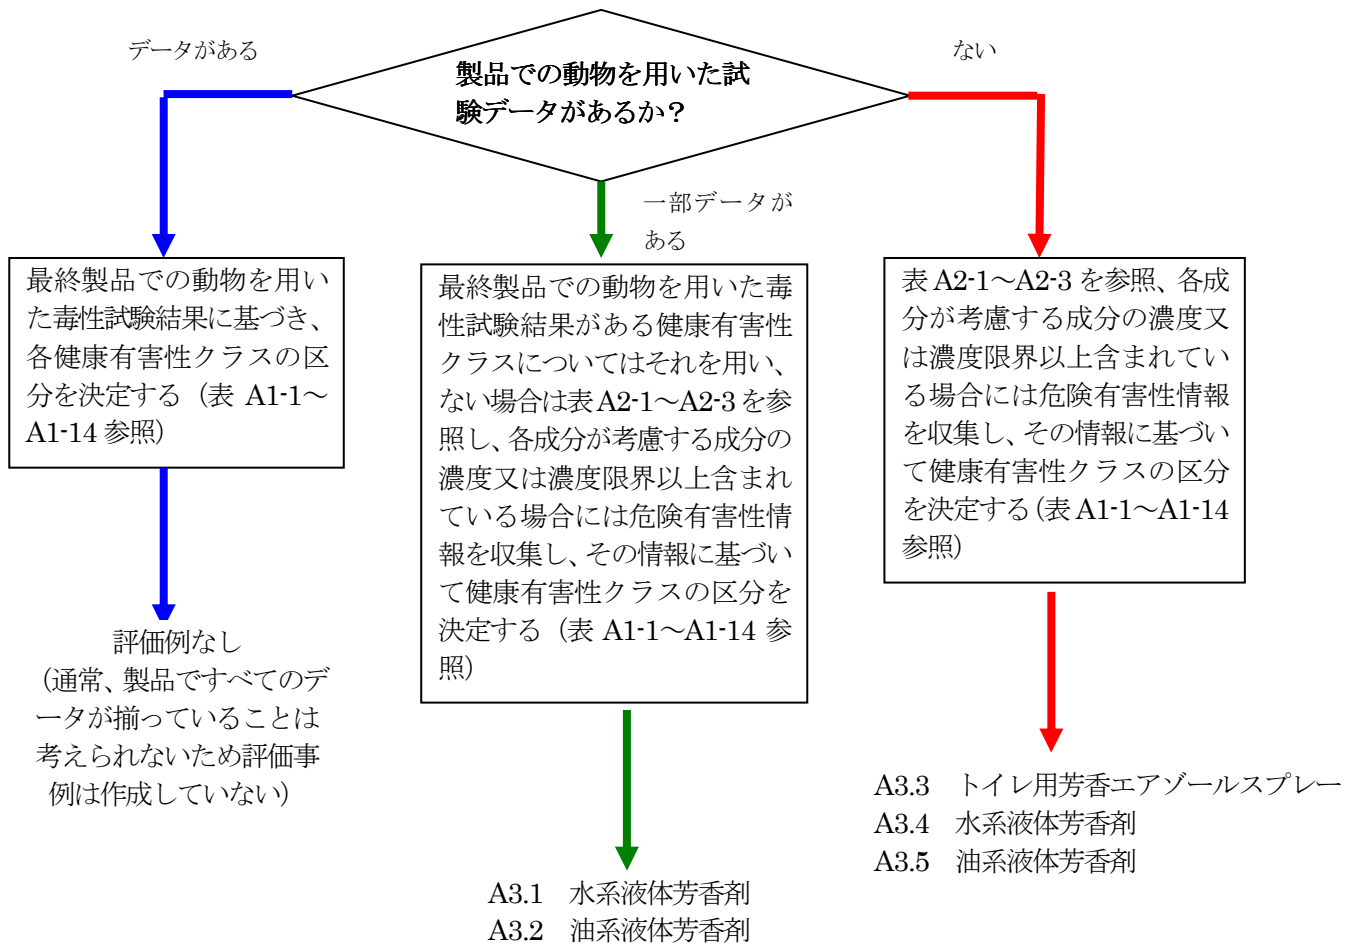 製品での動物を用いた試
験データがあるか？
データがある
ない
一部データが
ある
最終製品での動物を用い
た毒性試験結果に基づき、
各健康有害性クラスの区
分を決定する（表 A1-1～
A1-14 参照）
評価例なし
（通常、製品ですべてのデ
ータが揃っていることは
考えられないため評価事
例は作成していない）
最終製品での動物を用いた毒
性試験結果がある健康有害性
クラスについてはそれを用い、
ない場合は表 A2-1～A2-3 を参
照し、各成分が考慮する成分の
濃度又は濃度限界以上含まれ
ている場合には危険有害性情
報を収集し、その情報に基づい
て健康有害性クラスの区分を
決定する（表 A1-1～A1-14 参
照）
A3.1 水系液体芳香剤
A3.2 油系液体芳香剤
表 A2-1～A2-3 を参照、各成
分が考慮する成分の濃度又
は濃度限界以上含まれてい
る場合には危険有害性情報
を収集し、その情報に基づい
て健康有害性クラスの区分
を決定する（表 A1-1～A1-14
参照）
A3.3 トイレ用芳香エアゾールスプレー
A3.4 水系液体芳香剤
A3.5 油系液体芳香剤